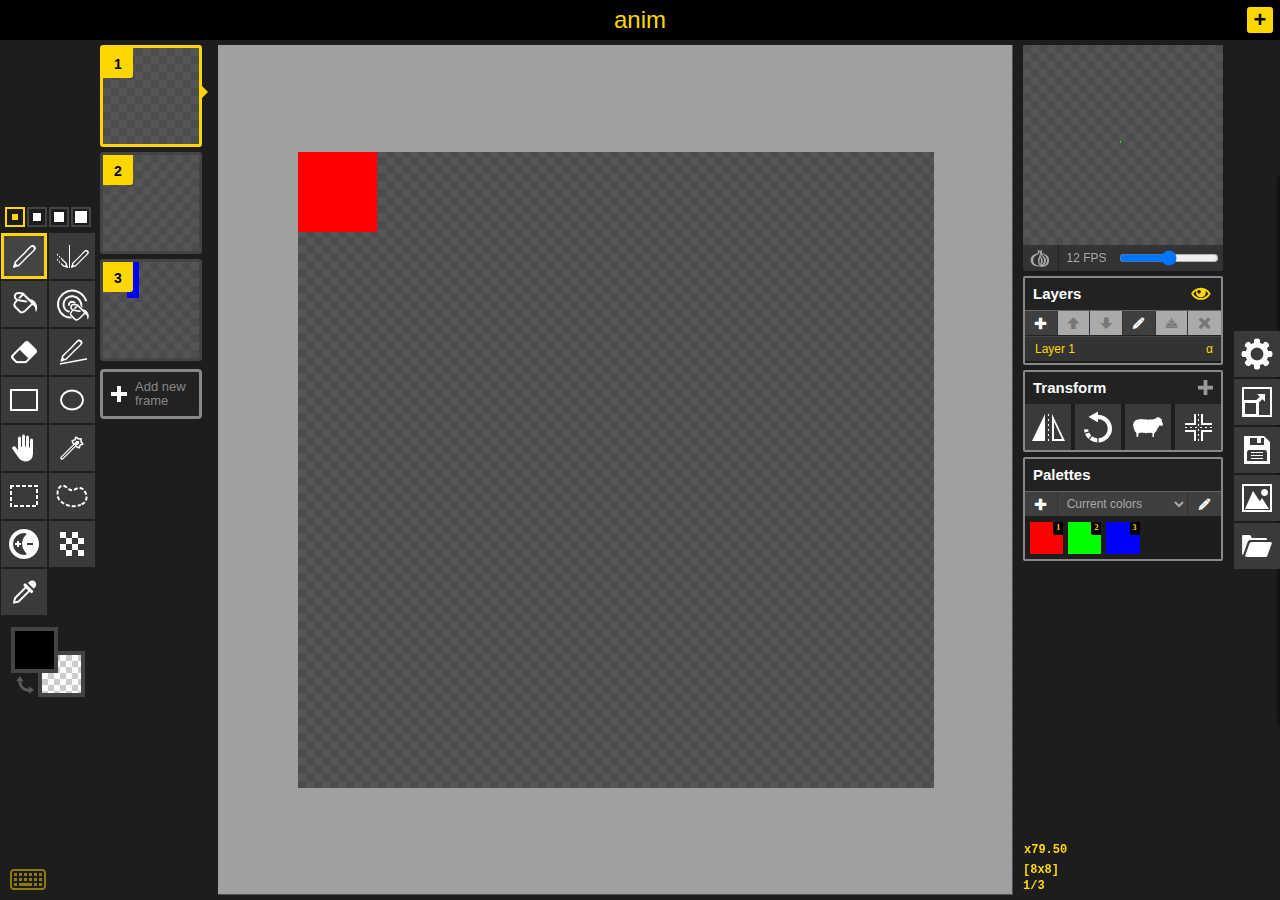 anim
+
1
2
3
Add new
frame
12 FPS
Layers
Layer 1
α
Transform
Palettes
Current colors
1
2
3
x79.50
[8x8]
1/3